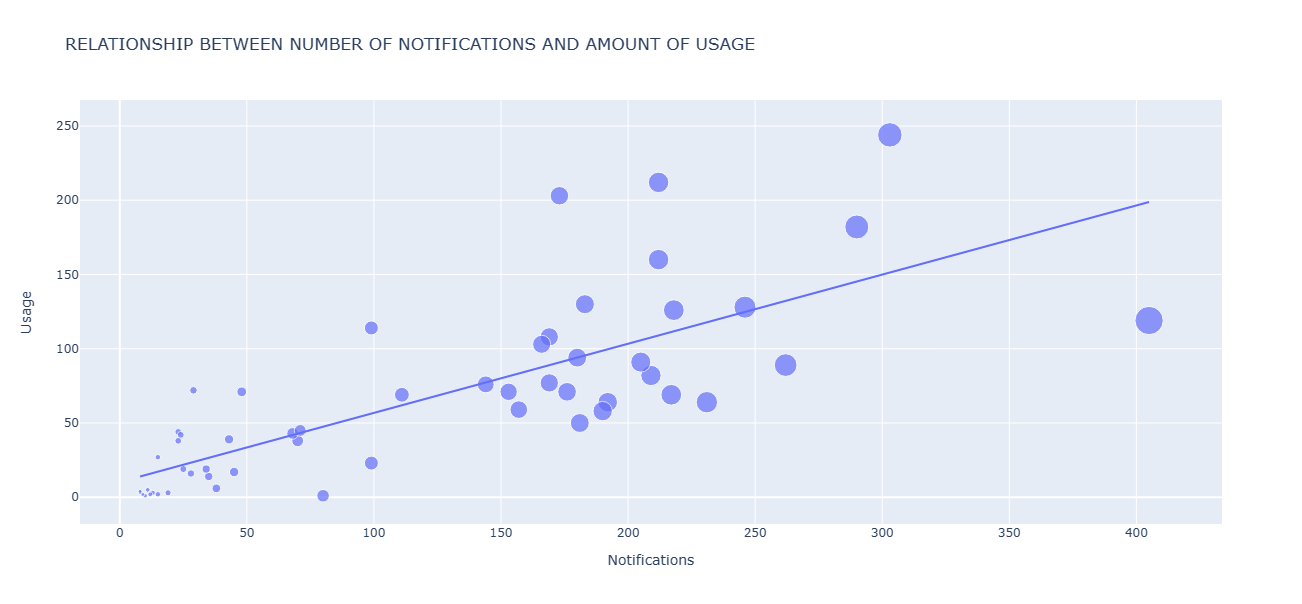 RELATIONSHIP BETWEEN NUMBER OF NOTIFICATIONS AND AMOUNT OF USAGE
250
200
150
100
50
0
Usage
0 50 100 150 200 250 300 350 400
Notifications